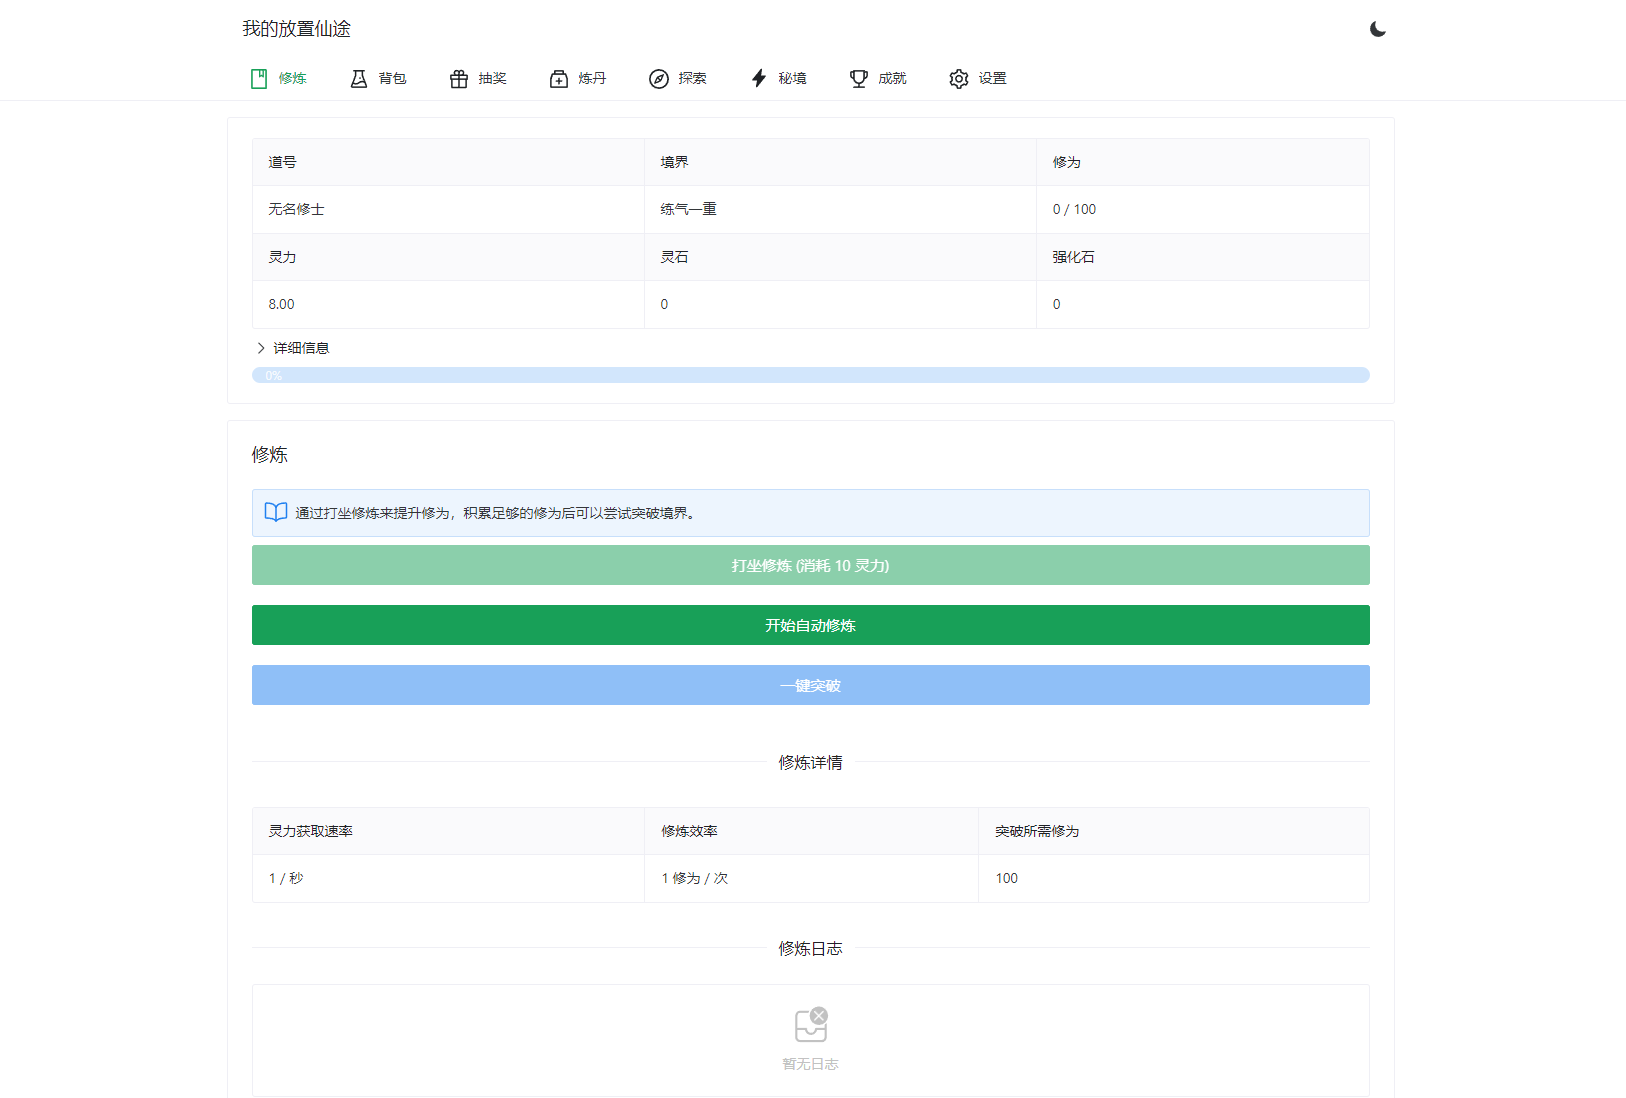 我的放置仙途
修炼 背包 抽奖 炼丹 探索 秘境 成就 设置
道号 境界 修为
无名修士 练气一重 0 / 100
灵力 灵石 强化石
8.00 0 0
详细信息
0%
修炼
通过打坐修炼来提升修为，积累足够的修为后可以尝试突破境界。
打坐修炼 (消耗 10 灵力)
开始自动修炼
一键突破
修炼详情
灵力获取速率 修炼效率 突破所需修为
1 / 秒 1 修为 / 次 100
修炼日志
暂无日志